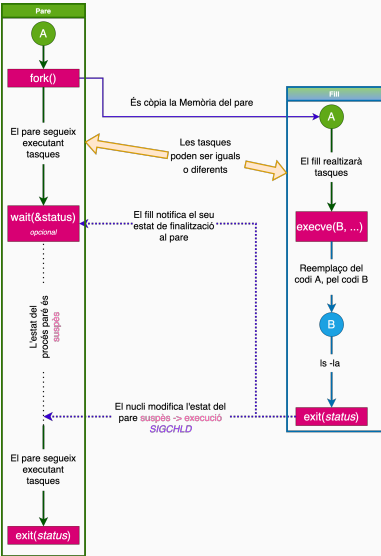 Pare
A
fork()
És còpia la Memòria del pare
El pare segueix
executant
tasques
Les tasques
poden ser iguals
o diferents
Fill
A
El fill realtizarà
tasques
wait(&status)
opcional
El fill notifica el seu
estat de finalització
al pare
execve(B, ...)
Reemplaço del
codi A, pel codi B
L'estat del
procés paré és
suspès
B
ls -la
El nucli modifica l'estat del
pare suspès -> execució
SIGCHLD
exit(status)
El pare segueix
executant
tasques
exit(status)